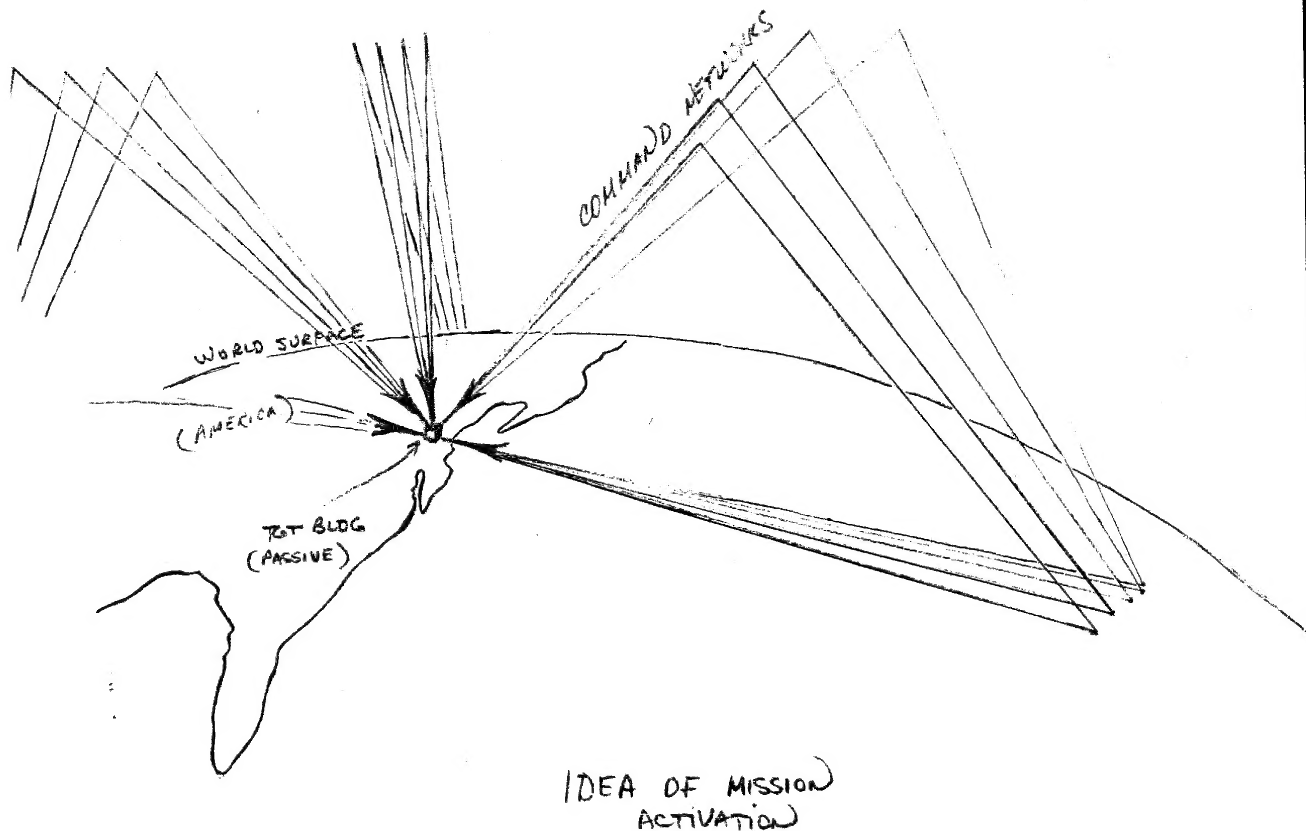 COMMAND NETWORKS
WORLD SURFACE
(AMERICA)
TGT BLDG
(PASSIVE)
IDEA OF MISSION
ACTIVATION